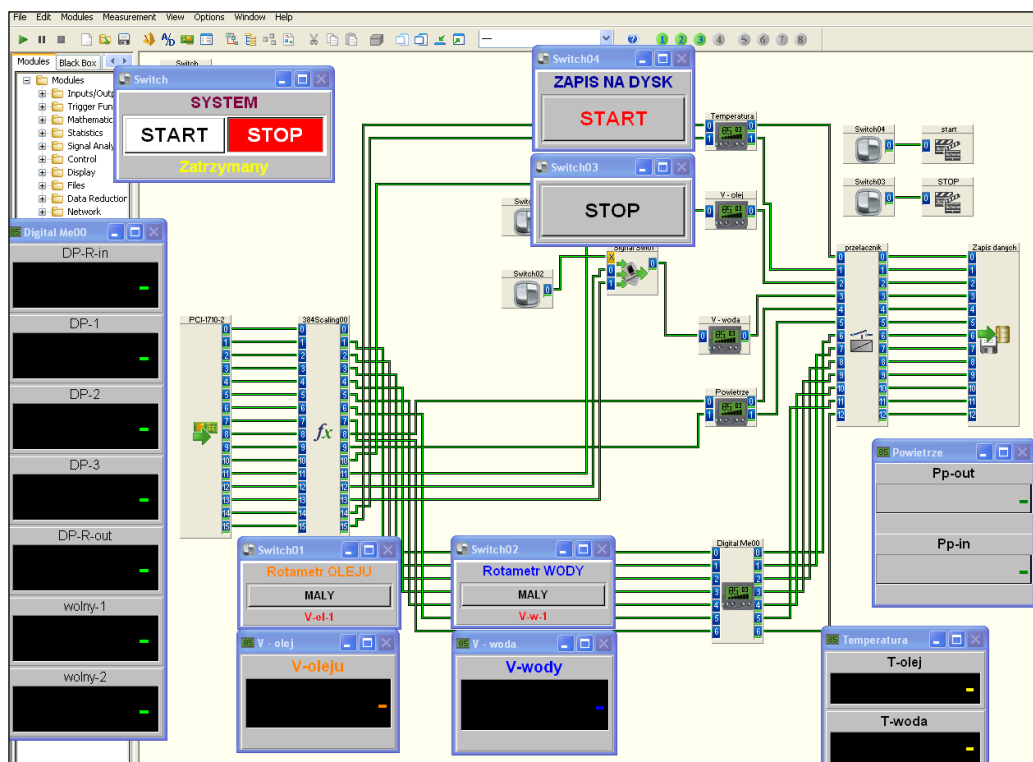 File Edit Modules Measurement View Options Window Help
Modules Black Box
Switch
Modules
Inputs/Outp
Trigger Fun
Mathematic
Statistics
Signal Analy
Control
Display
Files
Data Reduction
Network
Switch
SYSTEM
START STOP
Zatrzymany
Switch04
ZAPIS NA DYSK
START
Switch03
STOP
Digital Me00
DP-R-in
DP-1
DP-2
DP-3
DP-R-out
wolny-1
wolny-2
Temperatura
Switch04
start
Switch03
STOP
V - olej
Switch02
V - woda
Powietrze
przelacznik
Zapis danych
PCI-1710-2
384Scaling00
Digital Me00
Powietrze
Pp-out
Pp-in
Switch01
Rotametr OLEJU
MALY
V-ol-1
Switch02
Rotametr WODY
MALY
V-w-1
V - olej
V-oleju
V - woda
V-wody
Temperatura
T-olej
T-woda